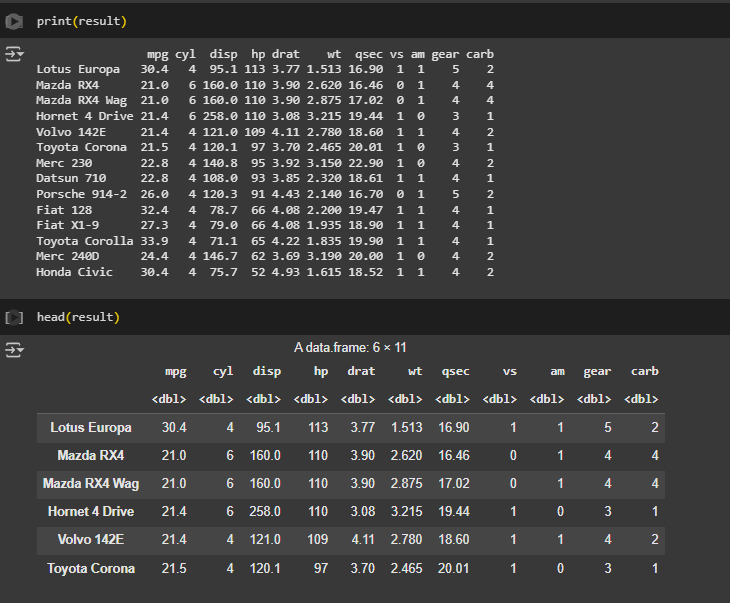 print(result)
mpg cyl disp hp drat wt qsec vs am gear carb
Lotus Europa 30.4 4 95.1 113 3.77 1.513 16.90 1 1 5 2
Mazda RX4 21.0 6 160.0 110 3.90 2.620 16.46 0 1 4 4
Mazda RX4 Wag 21.0 6 160.0 110 3.90 2.875 17.02 0 1 4 4
Hornet 4 Drive 21.4 6 258.0 110 3.08 3.215 19.44 1 0 3 1
Volvo 142E 21.4 4 121.0 109 4.11 2.780 18.60 1 1 4 2
Toyota Corona 21.5 4 120.1 97 3.70 2.465 20.01 1 0 3 1
Merc 230 22.8 4 140.8 95 3.92 3.150 22.90 1 0 4 2
Datsun 710 22.8 4 108.0 93 3.85 2.320 18.61 1 1 4 1
Porsche 914-2 26.0 4 120.3 91 4.43 2.140 16.70 0 1 5 2
Fiat 128 32.4 4 78.7 66 4.08 2.200 19.47 1 1 4 1
Fiat X1-9 27.3 4 79.0 66 4.08 1.935 18.90 1 1 4 1
Toyota Corolla 33.9 4 71.1 65 4.22 1.835 19.90 1 1 4 1
Merc 240D 24.4 4 146.7 62 3.69 3.190 20.00 1 0 4 2
Honda Civic 30.4 4 75.7 52 4.93 1.615 18.52 1 1 4 2
head(result)
A data.frame: 6 × 11
mpg cyl disp hp drat wt qsec vs am gear carb
<dbl> <dbl> <dbl> <dbl> <dbl> <dbl> <dbl> <dbl> <dbl> <dbl> <dbl>
Lotus Europa 30.4 4 95.1 113 3.77 1.513 16.90 1 1 5 2
Mazda RX4 21.0 6 160.0 110 3.90 2.620 16.46 0 1 4 4
Mazda RX4 Wag 21.0 6 160.0 110 3.90 2.875 17.02 0 1 4 4
Hornet 4 Drive 21.4 6 258.0 110 3.08 3.215 19.44 1 0 3 1
Volvo 142E 21.4 4 121.0 109 4.11 2.780 18.60 1 1 4 2
Toyota Corona 21.5 4 120.1 97 3.70 2.465 20.01 1 0 3 1